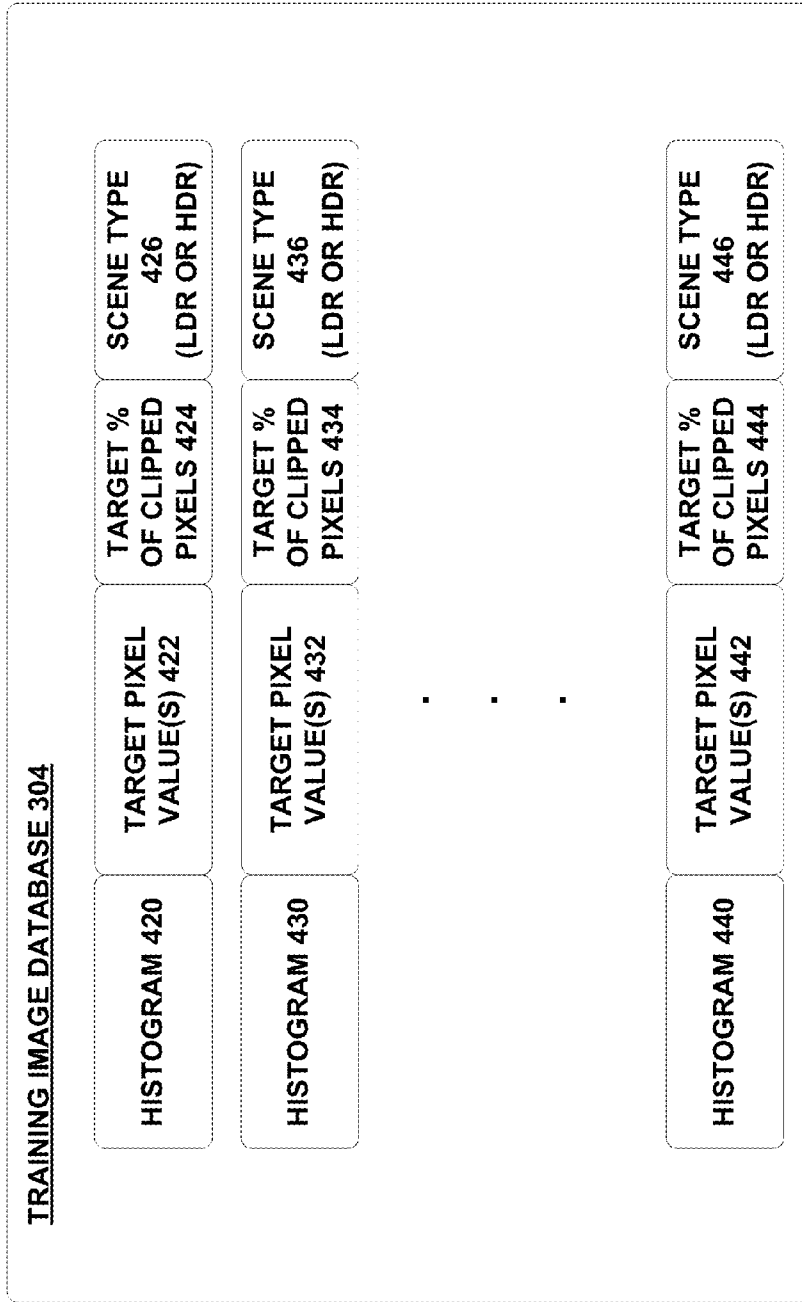 TRAINING IMAGE DATABASE 304
HISTOGRAM 420
TARGET PIXEL
VALUE(S) 422
TARGET %
OF CLIPPED
PIXELS 424
SCENE TYPE
426
(LDR OR HDR)
HISTOGRAM 430
TARGET PIXEL
VALUE(S) 432
TARGET %
OF CLIPPED
PIXELS 434
SCENE TYPE
436
(LDR OR HDR)
. . .
HISTOGRAM 440
TARGET PIXEL
VALUE(S) 442
TARGET %
OF CLIPPED
PIXELS 444
SCENE TYPE
446
(LDR OR HDR)